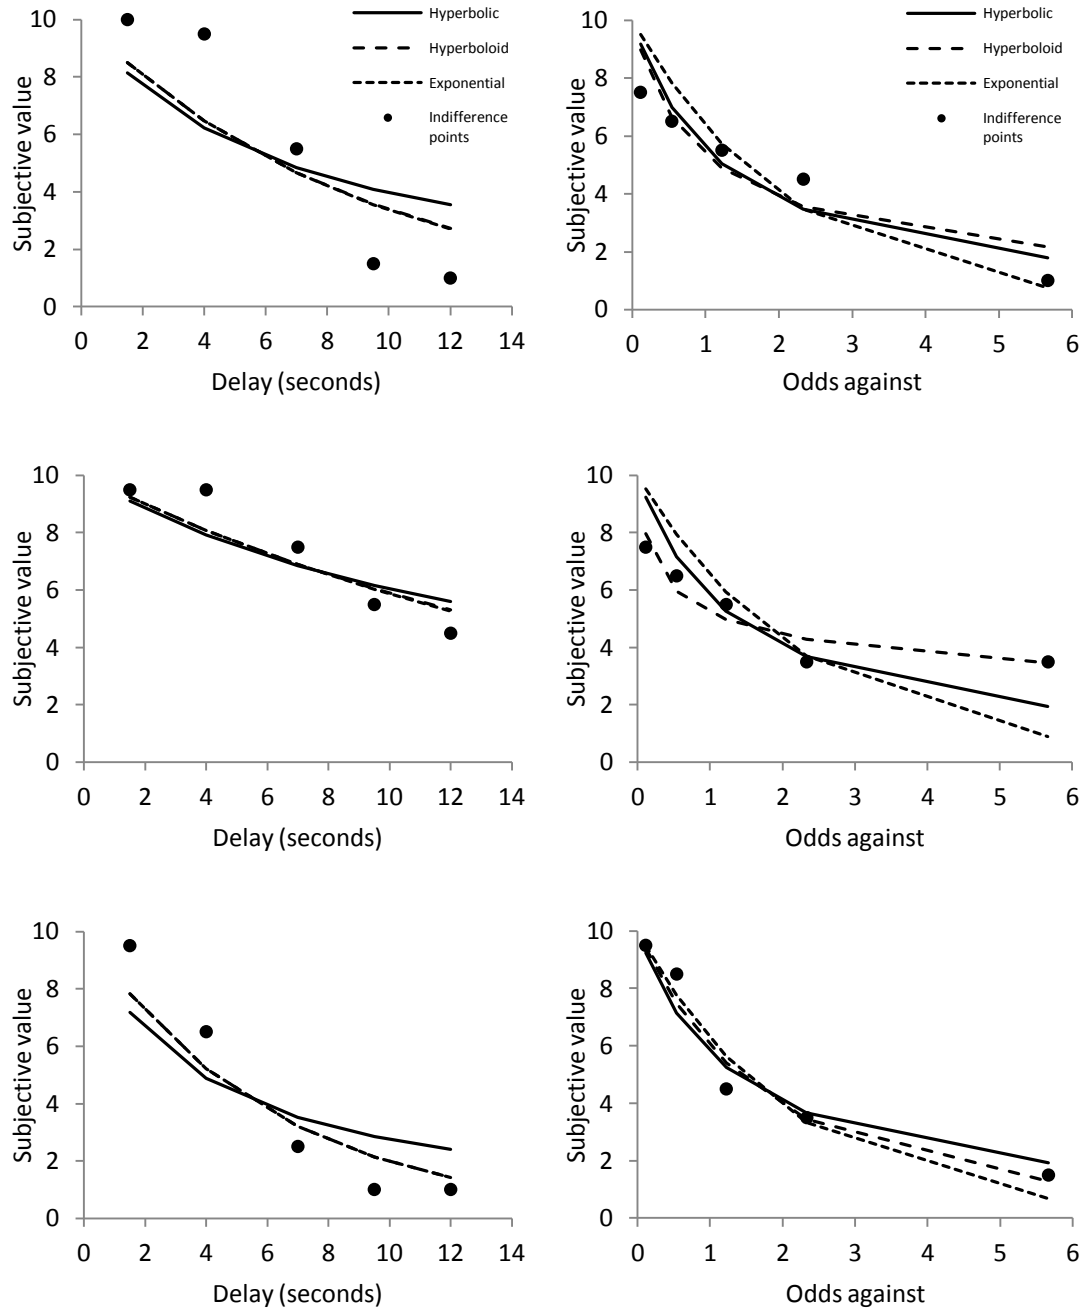 Subjective value
10
8
6
4
2
0
0 2 4 6 8 10 12 14
Delay (seconds)
Hyperbolic
Hyperboloid
Exponential
Indifference
points
Subjective value
10
8
6
4
2
0
0 1 2 3 4 5 6
Odds against
Hyperbolic
Hyperboloid
Exponential
Indifference
points
Subjective value
10
8
6
4
2
0
0 2 4 6 8 10 12 14
Delay (seconds)
Subjective value
10
8
6
4
2
0
0 1 2 3 4 5 6
Odds against
Subjective value
10
8
6
4
2
0
0 2 4 6 8 10 12 14
Delay (seconds)
Subjective value
10
8
6
4
2
0
0 1 2 3 4 5 6
Odds against